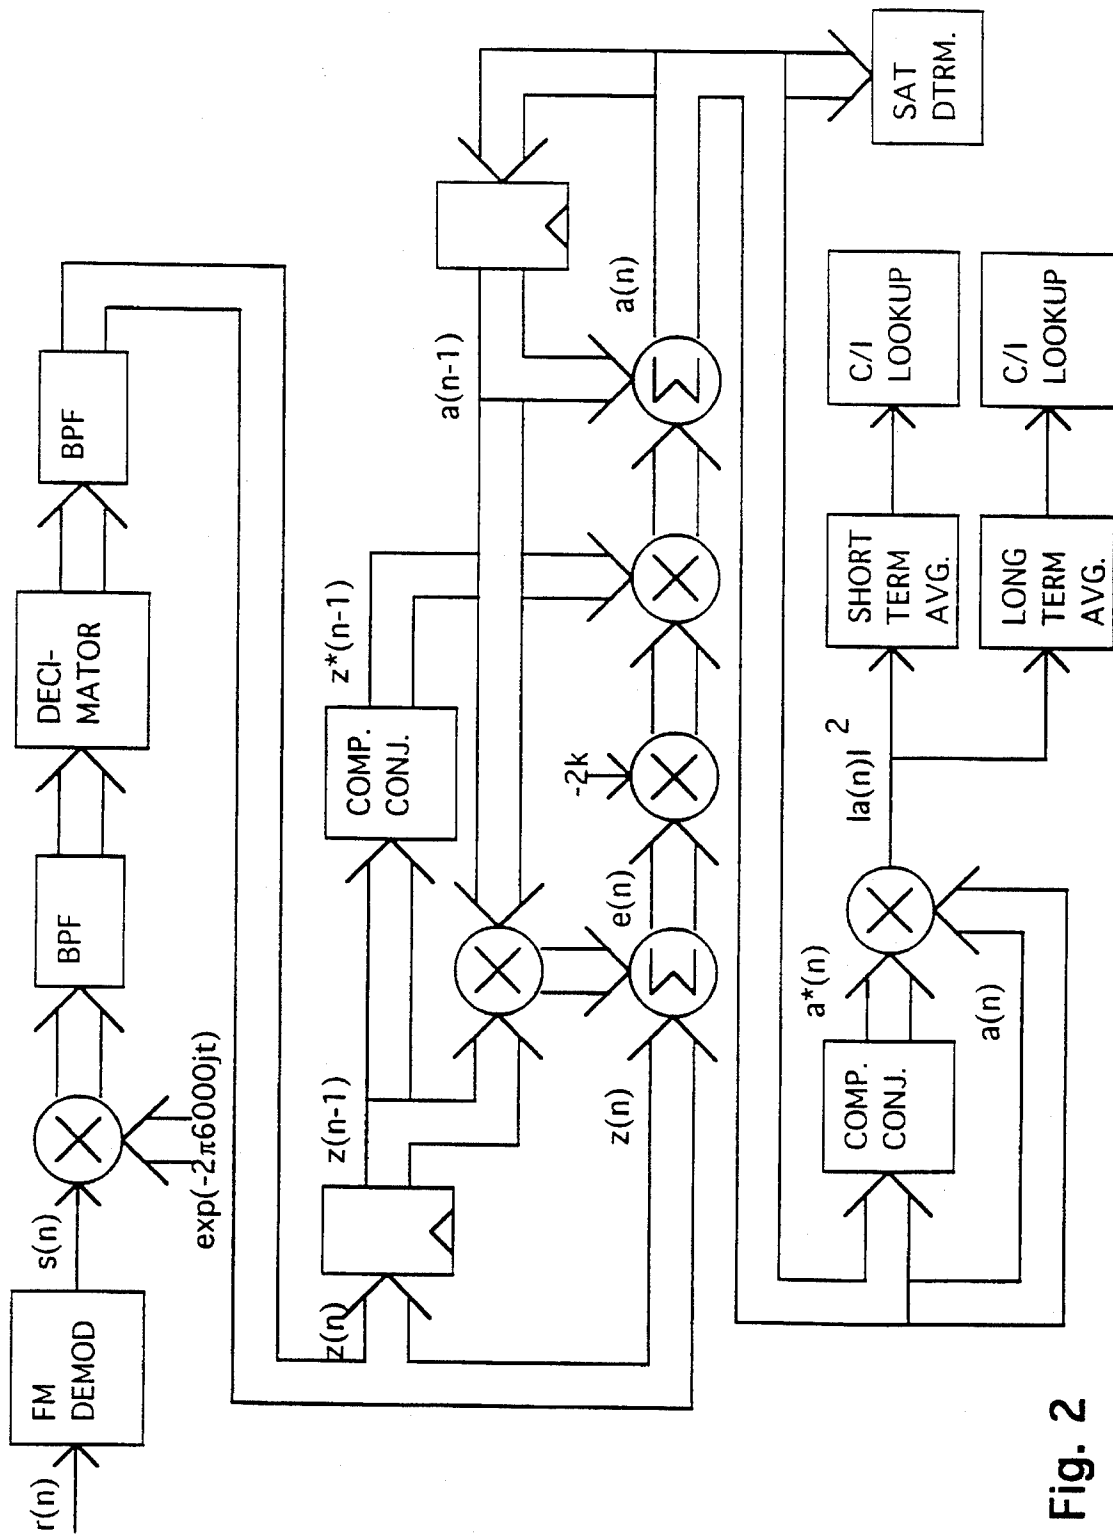 r(n)
FM
DEMOD
s(n)
exp(-2π6000jt)
BPF
DECI-
MATOR
BPF
z(n)
z(n-1)
COMP.
CONJ.
z*(n-1)
a(n-1)
z(n)
e(n)
-2k
Σ
Σ
a(n)
SAT
DTRM.
COMP.
CONJ.
a*(n)
a(n)
|a(n)|2
SHORT
TERM
AVG.
C/I
LOOKUP
LONG
TERM
AVG.
C/I
LOOKUP
Fig. 2